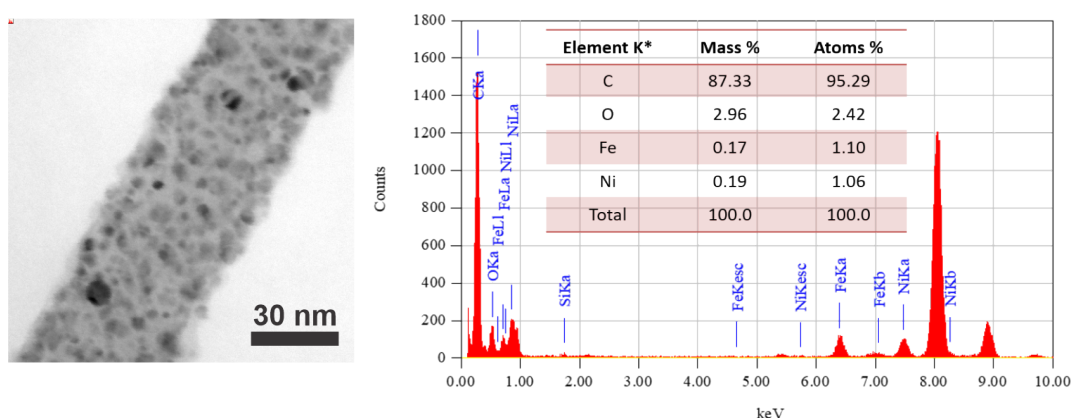 30 nm
Counts
1800
1600
1400
1200
1000
800
600
400
200
0
CKa
OKa
FeLl
FeLa
NiLl
NiLa
SiKa
FeKesc
NiKesc
FeKa
FeKb
NiKa
NiKb
Element K* Mass % Atoms %
C 87.33 95.29
O 2.96 2.42
Fe 0.17 1.10
Ni 0.19 1.06
Total 100.0 100.0
0.00 1.00 2.00 3.00 4.00 5.00 6.00 7.00 8.00 9.00 10.00
keV